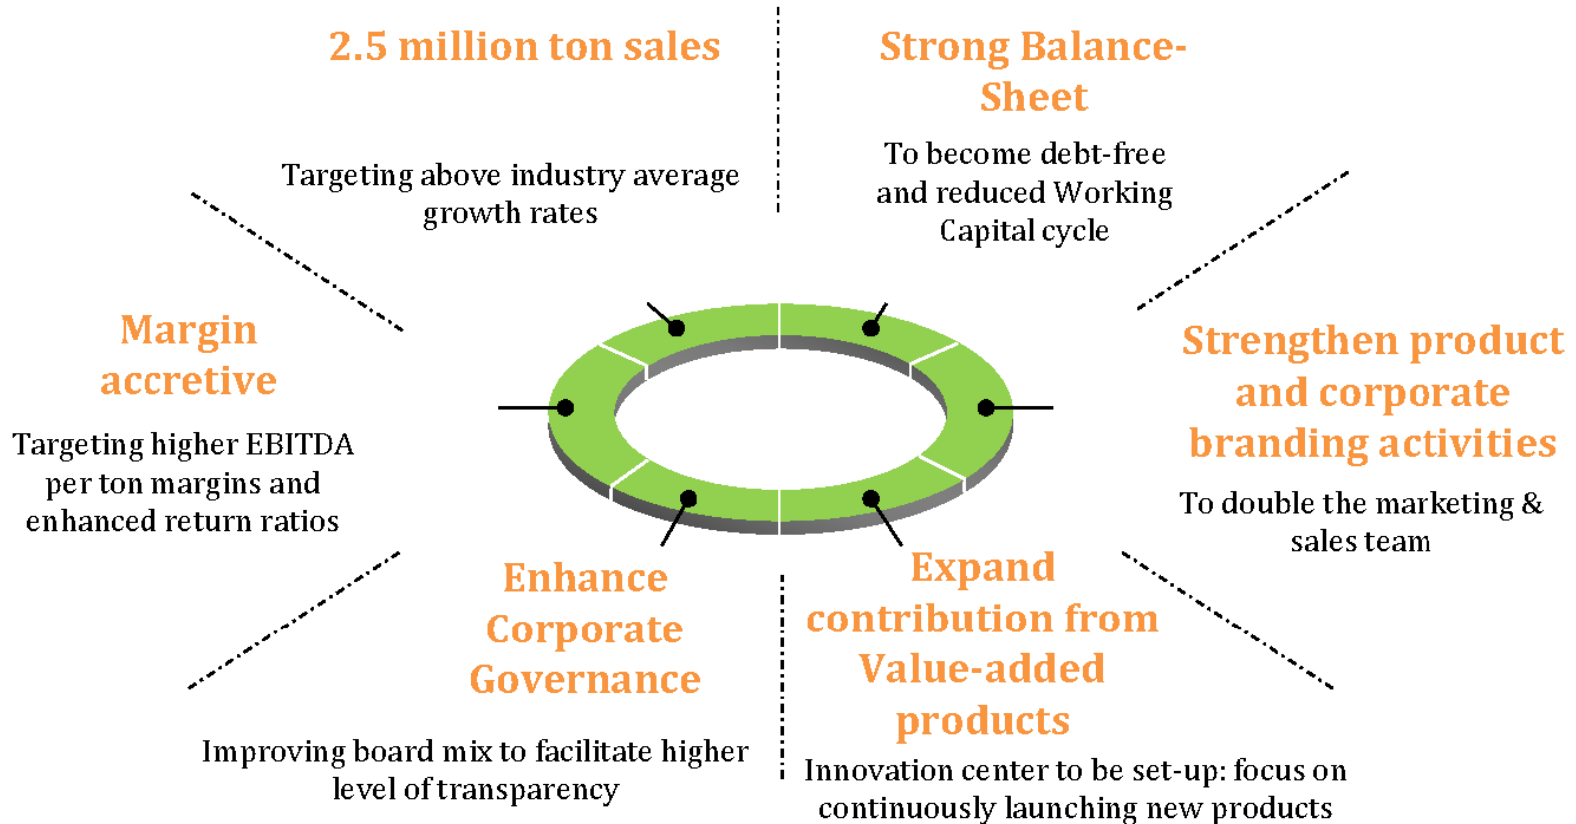 2.5 million ton sales
Targeting above industry average
growth rates
Strong Balance-
Sheet
To become debt-free
and reduced Working
Capital cycle
Margin
accretive
Targeting higher EBITDA
per ton margins and
enhanced return ratios
Strengthen product
and corporate
branding activities
To double the marketing &
sales team
Enhance
Corporate
Governance
Improving board mix to facilitate higher
level of transparency
Expand
contribution from
Value-added
products
Innovation center to be set-up: focus on
continuously launching new products